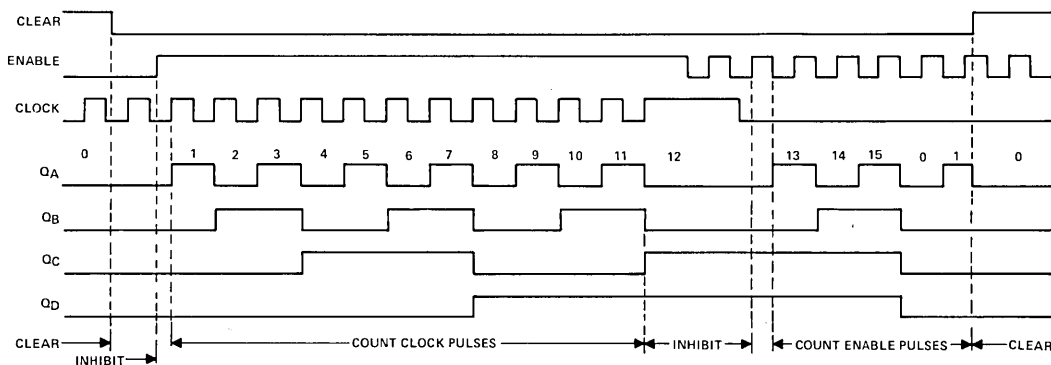 CLEAR
ENABLE
CLOCK
0 1 2 3 4 5 6 7 8 9 10 11 12 13 14 15 0 1 0
QA
QB
QC
QD
CLEAR INHIBIT COUNT CLOCK PULSES INHIBIT COUNT ENABLE PULSES CLEAR